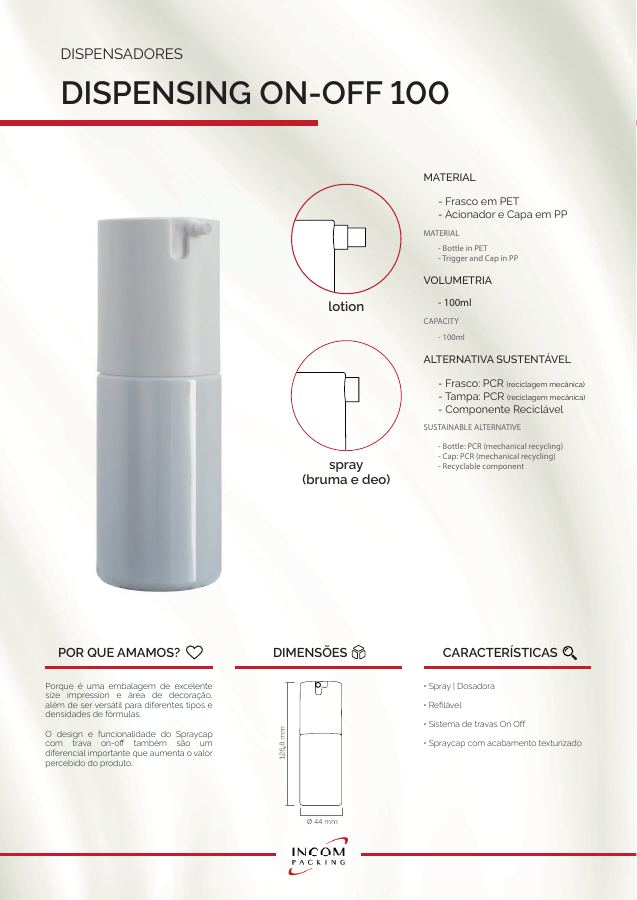 DISPENSADORES
DISPENSING ON-OFF 100
MATERIAL
- Frasco em PET
- Acionador e Capa em PP
MATERIAL
- Bottle in PET
- Trigger and Cap in PP
VOLUMETRIA
- 100ml
CAPACITY
- 100ml
ALTERNATIVA SUSTENTÁVEL
- Frasco: PCR (reciclagem mecânica)
- Tampa: PCR (reciclagem mecânica)
- Componente Reciclável
SUSTAINABLE ALTERNATIVE
- Bottle: PCR (mechanical recycling)
- Cap: PCR (mechanical recycling)
- Recyclable component
lotion
spray
(bruma e deo)
POR QUE AMAMOS?
Porque é uma embalagem de excelente
size impression e área de decoração,
além de ser versátil para diferentes tipos e
densidades de fórmulas.
O design e funcionalidade do Spraycap
com trava on-off também são um
diferencial importante que aumenta o valor
percebido do produto.
DIMENSÕES
126,8 mm
Ø 44 mm
CARACTERÍSTICAS
• Spray | Dosadora
• Refilável
• Sistema de travas On Off
• Spraycap com acabamento texturizado
INCOM
PACKING